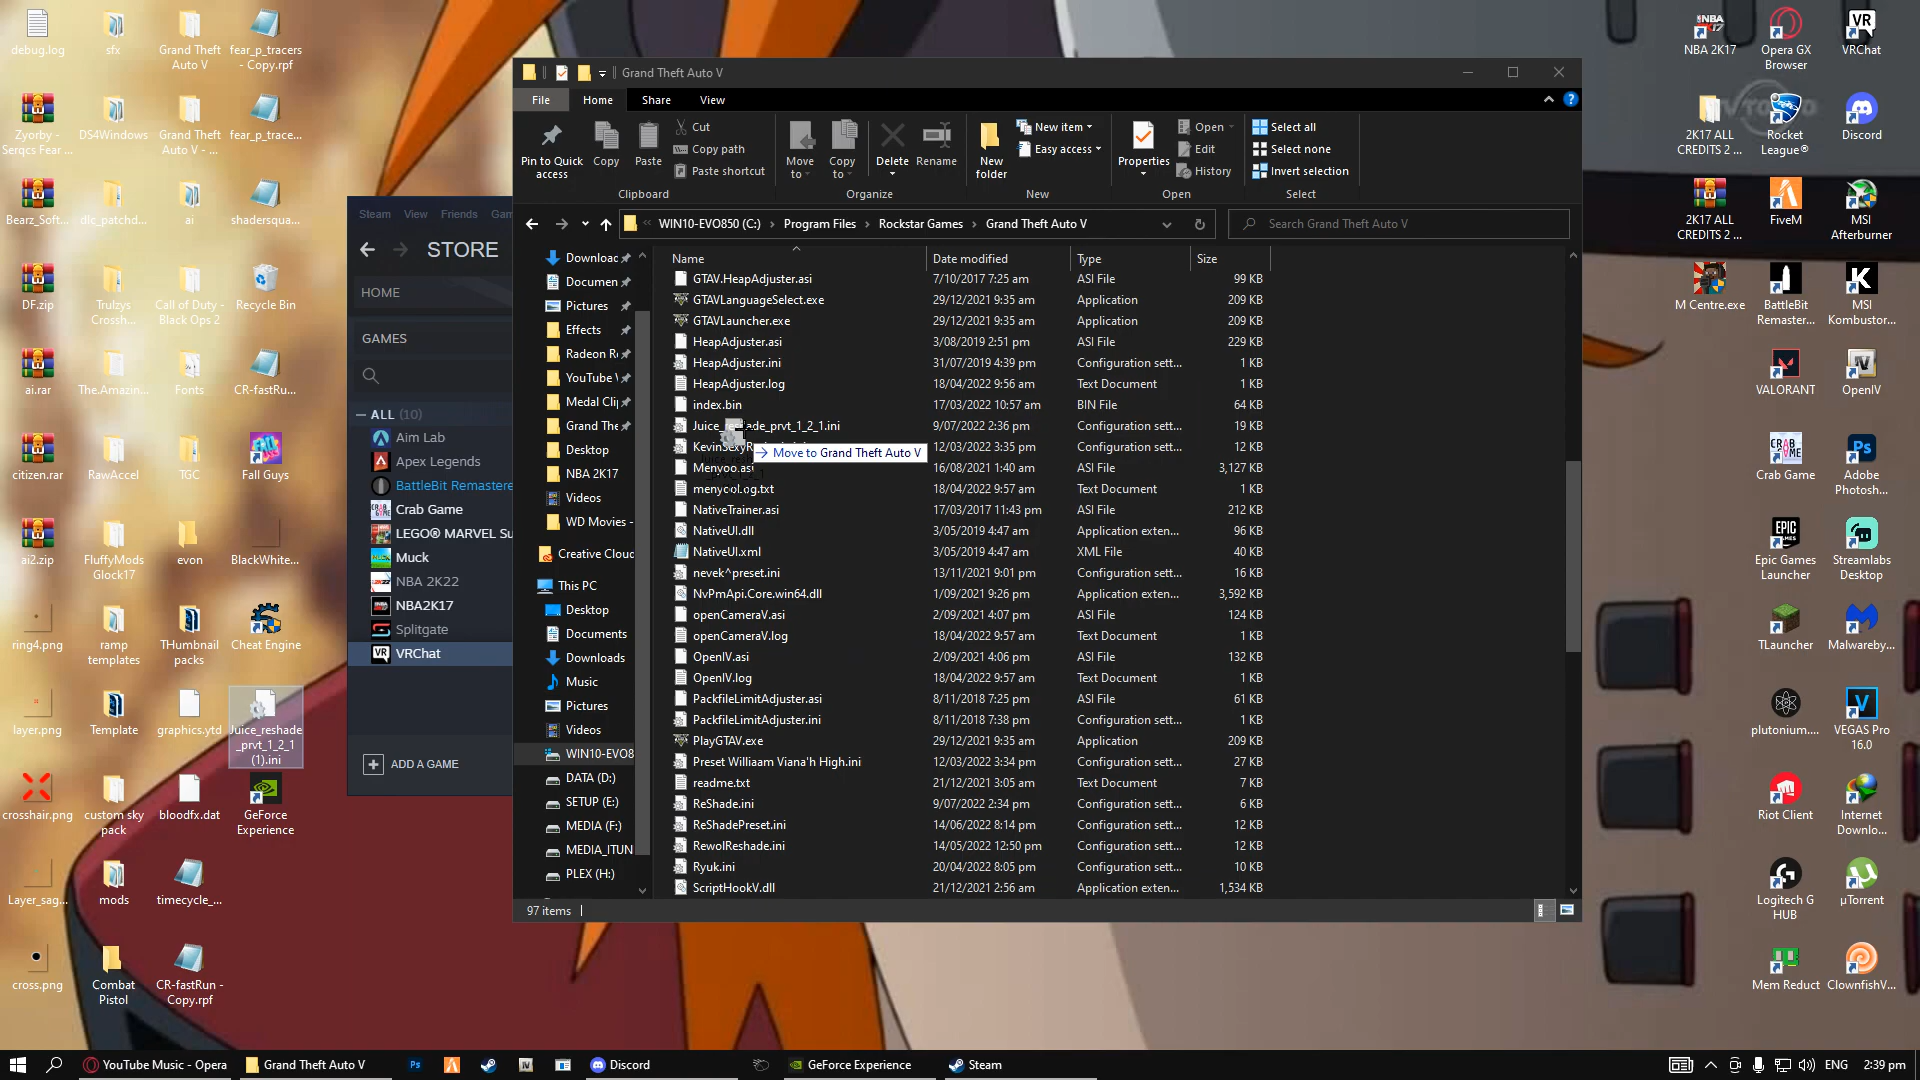 debug.log
sfx
Grand Theft
Auto V
fear_p_tracers
- Copy.rpf
Zyorby -
Serqcs Fear ...
DS4Windows
Grand Theft
Auto V - ...
fear_p_trace...
Bearz_Soft...
dlc_patchd...
ai
shadersqua...
DF.zip
Trulzys
Crossh...
Call of Duty -
Black Ops 2
Recycle Bin
ai.rar
The.Amazin...
Fonts
CR-fastRu...
citizen.rar
RawAccel
TGC
Fall Guys
ai2.zip
FluffyMods
Glock17
evon
BlackWhite...
ring4.png
ramp
templates
THumbnail
packs
Cheat Engine
layer.png
Template
graphics.ytd
Juice_reshade
_prvt_1_2_1
(1).ini
crosshair.png
custom sky
pack
bloodfx.dat
GeForce
Experience
Layer_sag...
mods
timecycle_...
cross.png
Combat
Pistol
CR-fastRun -
Copy.rpf
Steam
View
Friends
STORE
HOME
GAMES
ALL (10)
Aim Lab
Apex Legends
BattleBit Remastere
Crab Game
LEGO® MARVEL Su
Muck
NBA 2K22
NBA2K17
Splitgate
VRChat
ADD A GAME
Grand Theft Auto V
File
Home
Share
View
Pin to Quick
access
Copy
Paste
Cut
Copy path
Paste shortcut
Clipboard
Move
to
Copy
to
Delete
Rename
Organize
New
folder
New item
Easy access
New
Properties
Open
Edit
History
Open
Select all
Select none
Invert selection
Select
WIN10-EVO850 (C:)
Program Files
Rockstar Games
Grand Theft Auto V
Search Grand Theft Auto V
Downloac
Documen
Pictures
Effects
Radeon Re
YouTube V
Medal Clip
Grand The
Desktop
NBA 2K17
Videos
WD Movies -
Creative Cloud
This PC
Desktop
Documents
Downloads
Music
Pictures
Videos
WIN10-EVO8
DATA (D:)
SETUP (E:)
MEDIA (F:)
MEDIA_ITUN
PLEX (H:)
Name Date modified Type Size
GTAV.HeapAdjuster.asi 7/10/2017 7:25 am ASI File 99 KB
GTAVLanguageSelect.exe 29/12/2021 9:35 am Application 209 KB
GTAVLauncher.exe 29/12/2021 9:35 am Application 209 KB
HeapAdjuster.asi 3/08/2019 2:51 pm ASI File 229 KB
HeapAdjuster.ini 31/07/2019 4:39 pm Configuration sett... 1 KB
HeapAdjuster.log 18/04/2022 9:56 am Text Document 1 KB
index.bin 17/03/2022 10:57 am BIN File 64 KB
Juice_reshade_prvt_1_2_1.ini 9/07/2022 2:36 pm Configuration sett... 19 KB
12/03/2022 3:35 pm Configuration sett... 12 KB
Move to Grand Theft Auto V
Menyoo.asi 16/08/2021 1:40 am ASI File 3,127 KB
menyooLog.txt 18/04/2022 9:57 am Text Document 1 KB
NativeTrainer.asi 17/03/2017 11:43 pm ASI File 212 KB
NativeUI.dll 3/05/2019 4:47 am Application exten... 96 KB
NativeUI.xml 3/05/2019 4:47 am XML File 40 KB
nevek^preset.ini 13/11/2021 9:01 pm Configuration sett... 16 KB
NvPmApi.Core.win64.dll 1/09/2021 9:26 pm Application exten... 3,592 KB
openCameraV.asi 2/09/2021 4:07 pm ASI File 124 KB
openCameraV.log 18/04/2022 9:57 am Text Document 1 KB
OpenIV.asi 2/09/2021 4:06 pm ASI File 132 KB
OpenIV.log 18/04/2022 9:57 am Text Document 1 KB
PackfileLimitAdjuster.asi 8/11/2018 7:25 pm ASI File 61 KB
PackfileLimitAdjuster.ini 8/11/2018 7:38 pm Configuration sett... 1 KB
PlayGTAV.exe 29/12/2021 9:35 am Application 209 KB
Preset Williaam Viana'h High.ini 12/03/2022 3:34 pm Configuration sett... 27 KB
readme.txt 21/12/2021 3:05 am Text Document 7 KB
ReShade.ini 9/07/2022 2:34 pm Configuration sett... 6 KB
ReShadePreset.ini 14/06/2022 8:14 pm Configuration sett... 12 KB
RewolReshade.ini 14/05/2022 12:50 pm Configuration sett... 12 KB
Ryuk.ini 20/04/2022 8:05 pm Configuration sett... 10 KB
ScriptHookV.dll 21/12/2021 2:56 am Application exten... 1,534 KB
97 items
NBA 2K17
Opera GX
Browser
VRChat
2K17 ALL
CREDITS 2 ...
Rocket
League®
Discord
2K17 ALL
CREDITS 2 ...
FiveM
MSI
Afterburner
M Centre.exe
BattleBit
Remaster...
MSI
Kombustor...
VALORANT
OpenIV
Crab Game
Adobe
Photosh...
Epic Games
Launcher
Streamlabs
Desktop
TLauncher
Malwareby...
plutonium....
VEGAS Pro
16.0
Riot Client
Internet
Downlo...
Logitech G
HUB
µTorrent
Mem Reduct
ClownfishV...
YouTube Music - Opera
Grand Theft Auto V
Discord
GeForce Experience
Steam
ENG
2:39 pm